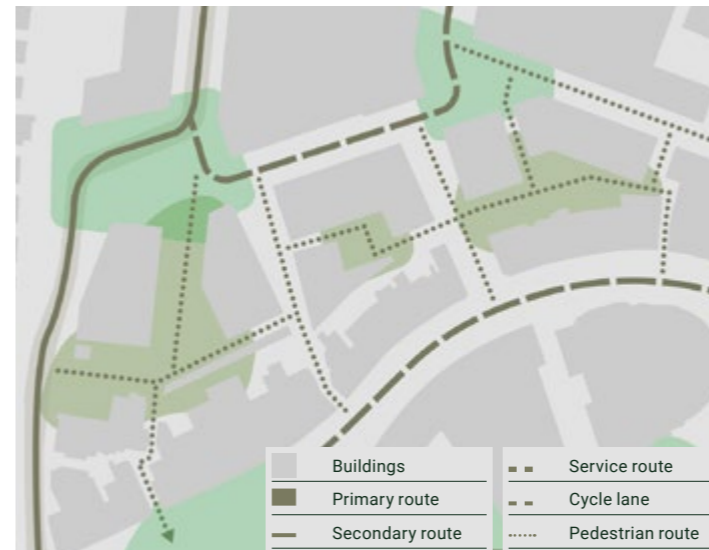 Buildings
Primary route
Secondary route
Service route
Cycle lane
Pedestrian route